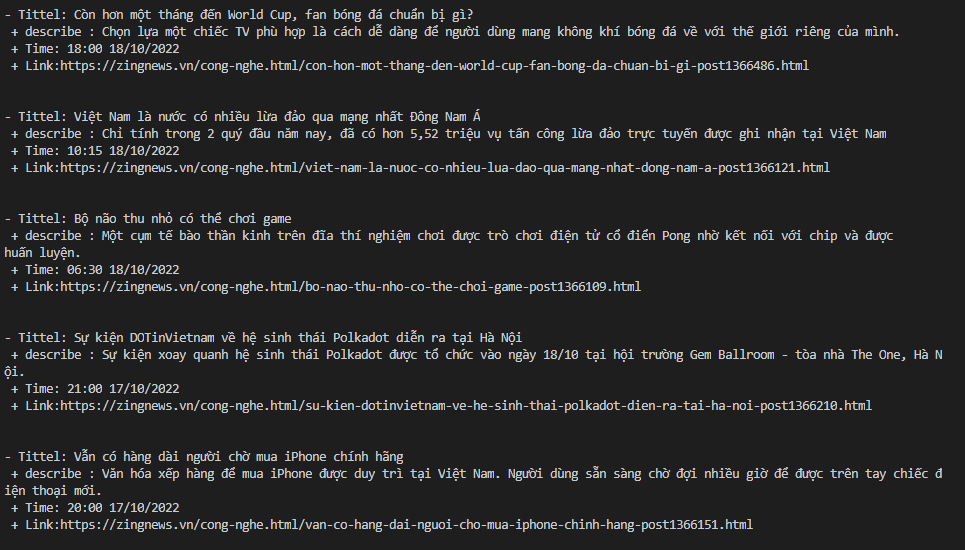 - Tittel: Còn hơn một tháng đến World Cup, fan bóng đá chuẩn bị gì?
+ describe : Chọn lựa một chiếc TV phù hợp là cách dễ dàng để người dùng mang không khí bóng đá về với thế giới riêng của mình.
+ Time: 18:00 18/10/2022
+ Link:https://zingnews.vn/cong-nghe.html/con-hon-mot-thang-den-world-cup-fan-bong-da-chuan-bi-gi-post1366486.html
- Tittel: Việt Nam là nước có nhiều lừa đảo qua mạng nhất Đông Nam Á
+ describe : Chỉ tính trong 2 quý đầu năm nay, đã có hơn 5,52 triệu vụ tấn công lừa đảo trực tuyến được ghi nhận tại Việt Nam
+ Time: 10:15 18/10/2022
+ Link:https://zingnews.vn/cong-nghe.html/viet-nam-la-nuoc-co-nhieu-lua-dao-qua-mang-nhat-dong-nam-a-post1366121.html
- Tittel: Bộ não thu nhỏ có thể chơi game
+ describe : Một cụm tế bào thần kinh trên đĩa thí nghiệm chơi được trò chơi điện tử cổ điển Pong nhờ kết nối với chip và được
huấn luyện.
+ Time: 06:30 18/10/2022
+ Link:https://zingnews.vn/cong-nghe.html/bo-nao-thu-nho-co-the-choi-game-post1366109.html
- Tittel: Sự kiện DOTinVietnam về hệ sinh thái Polkadot diễn ra tại Hà Nội
+ describe : Sự kiện xoay quanh hệ sinh thái Polkadot được tổ chức vào ngày 18/10 tại hội trường Gem Ballroom - tòa nhà The One, Hà N
ội.
+ Time: 21:00 17/10/2022
+ Link:https://zingnews.vn/cong-nghe.html/su-kien-dotinvietnam-ve-he-sinh-thai-polkadot-dien-ra-tai-ha-noi-post1366210.html
- Tittel: Vẫn có hàng dài người chờ mua iPhone chính hãng
+ describe : Văn hóa xếp hàng để mua iPhone được duy trì tại Việt Nam. Người dùng sẵn sàng chờ đợi nhiều giờ để được trên tay chiếc đ
iện thoại mới.
+ Time: 20:00 17/10/2022
+ Link:https://zingnews.vn/cong-nghe.html/van-co-hang-dai-nguoi-cho-mua-iphone-chinh-hang-post1366151.html